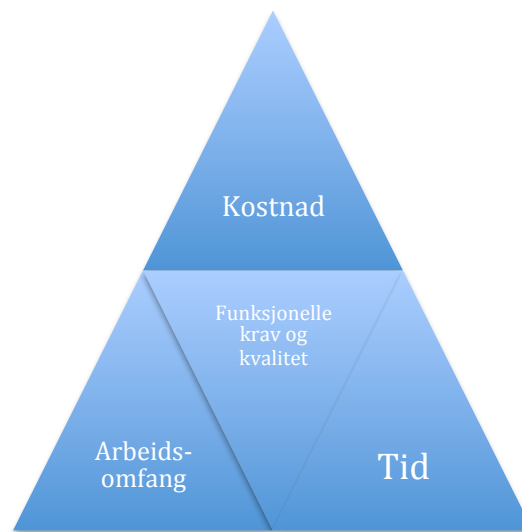 Kostnad
Funksjonelle
krav og
kvalitet
Arbeids-
omfang
Tid